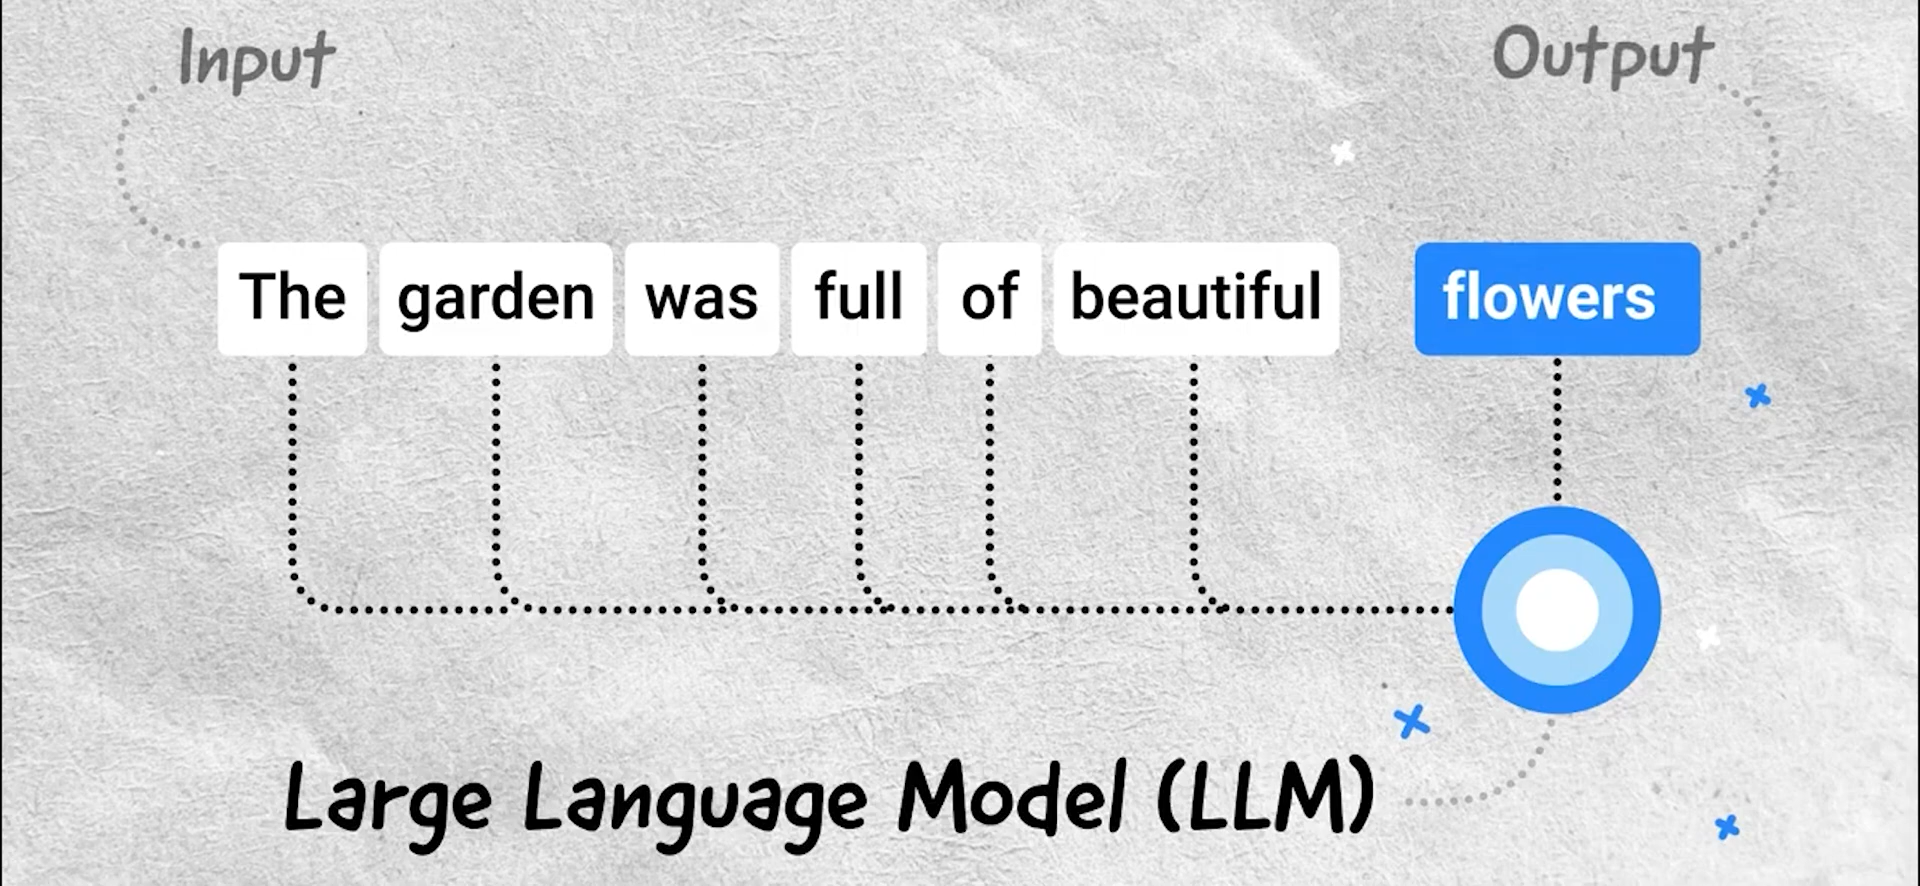 Input
Output
The garden was full of beautiful flowers
Large Language Model (LLM)